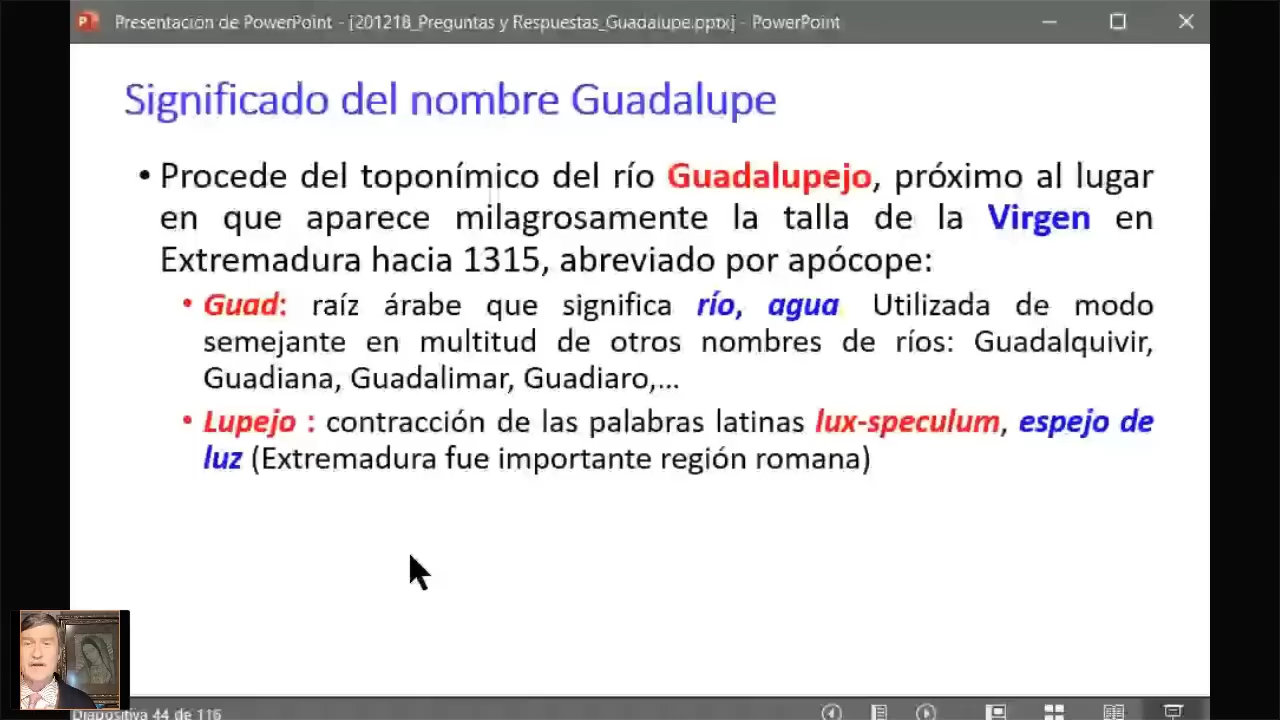 Presentación de PowerPoint - [201218_Preguntas y Respuestas_Guadalupe.pptx] - PowerPoint
Significado del nombre Guadalupe
• Procede del toponímico del río Guadalupejo, próximo al lugar
en que aparece milagrosamente la talla de la Virgen en
Extremadura hacia 1315, abreviado por apócope:
• Guad: raíz árabe que significa río, agua Utilizada de modo
semejante en multitud de otros nombres de ríos: Guadalquivir,
Guadiana, Guadalimar, Guadiaro,...
• Lupejo : contracción de las palabras latinas lux-speculum, espejo de
luz (Extremadura fue importante región romana)
Diapositiva 44 de 116